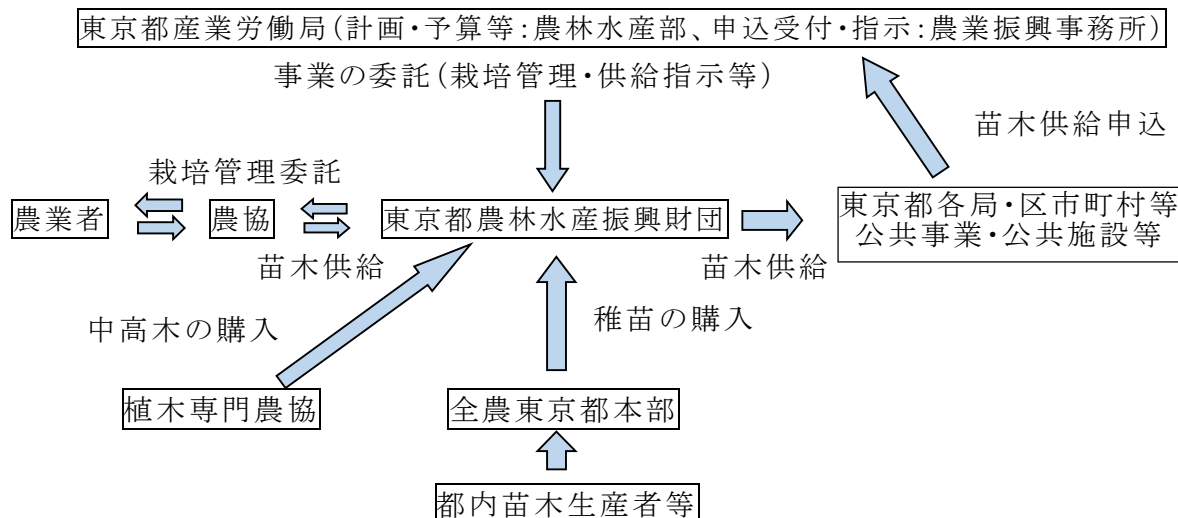 東京都産業労働局(計画・予算等:農林水産部、申込受付・指示:農業振興事務所)
事業の委託(栽培管理・供給指示等)
苗木供給申込
栽培管理委託
農業者
農協
東京都農林水産振興財団
東京都各局・区市町村等
公共事業・公共施設等
苗木供給
苗木供給
中高木の購入
稚苗の購入
植木専門農協
全農東京都本部
都内苗木生産者等